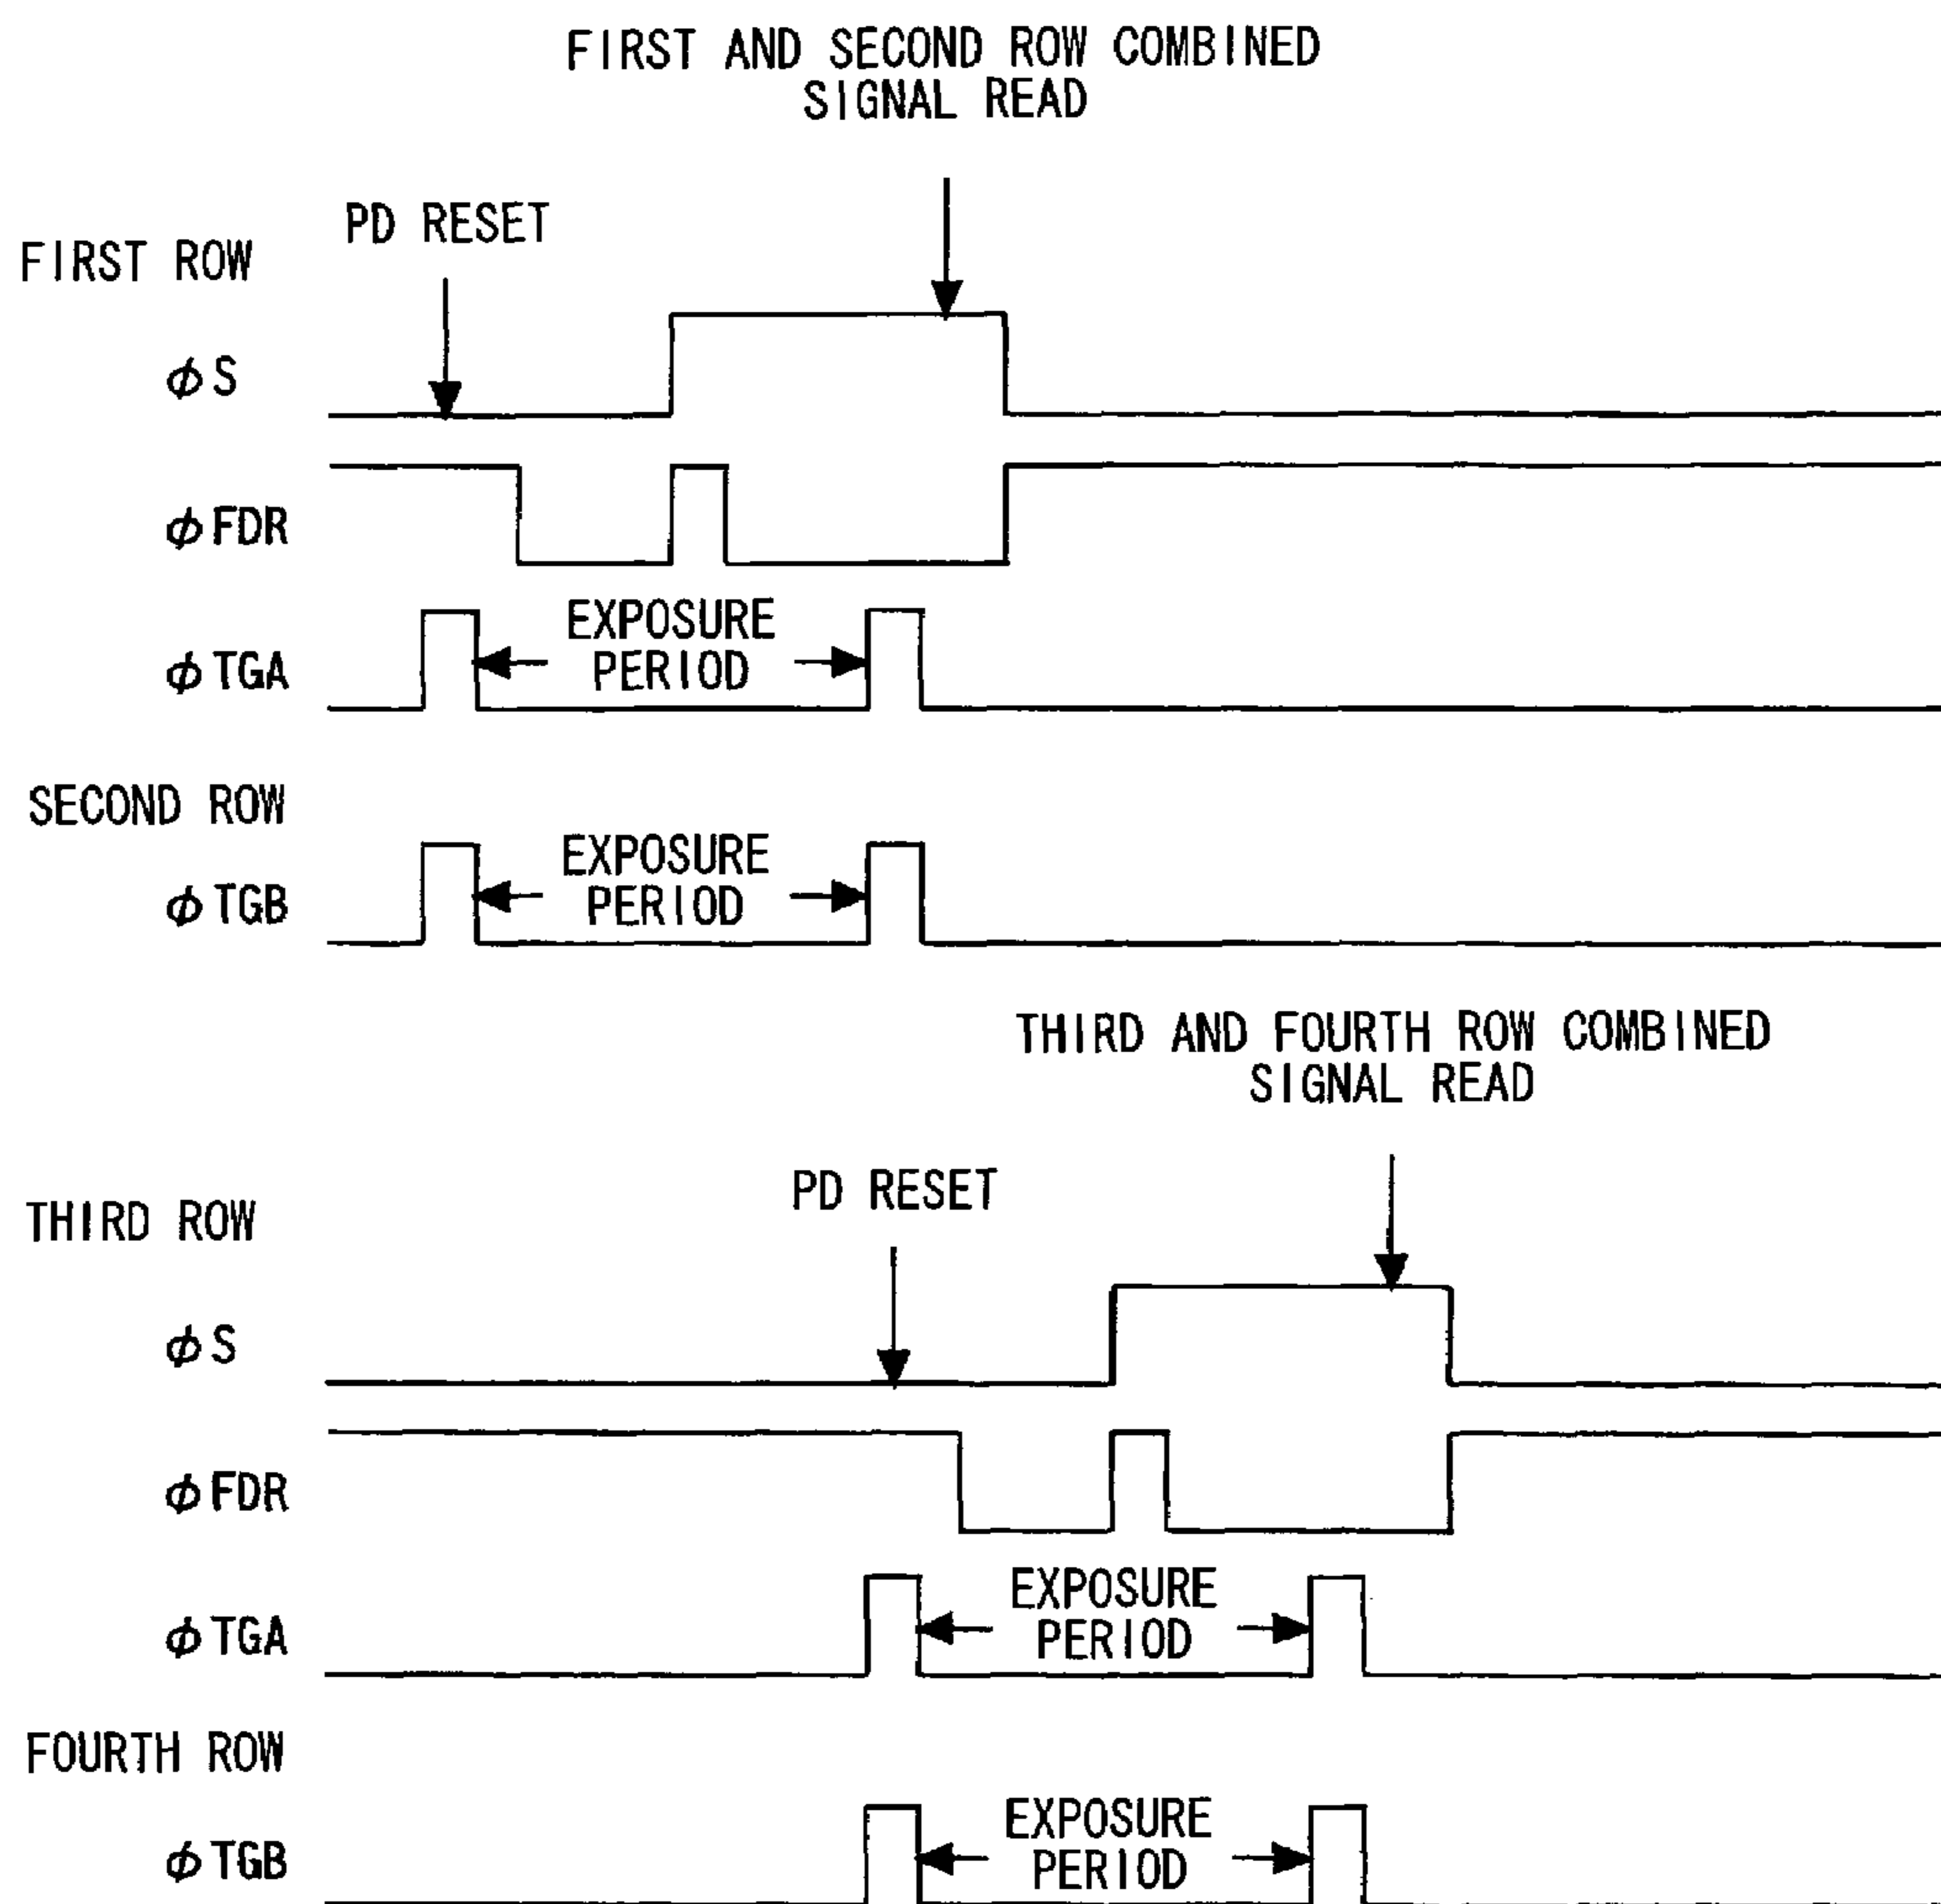 FIRST AND SECOND ROW COMBINED
SIGNAL READ
PD RESET
FIRST ROW
φS
φFDR
EXPOSURE
PERIOD
φTGA
SECOND ROW
EXPOSURE
PERIOD
φTGB
THIRD AND FOURTH ROW COMBINED
SIGNAL READ
PD RESET
THIRD ROW
φS
φFDR
EXPOSURE
PERIOD
φTGA
FOURTH ROW
EXPOSURE
PERIOD
φTGB